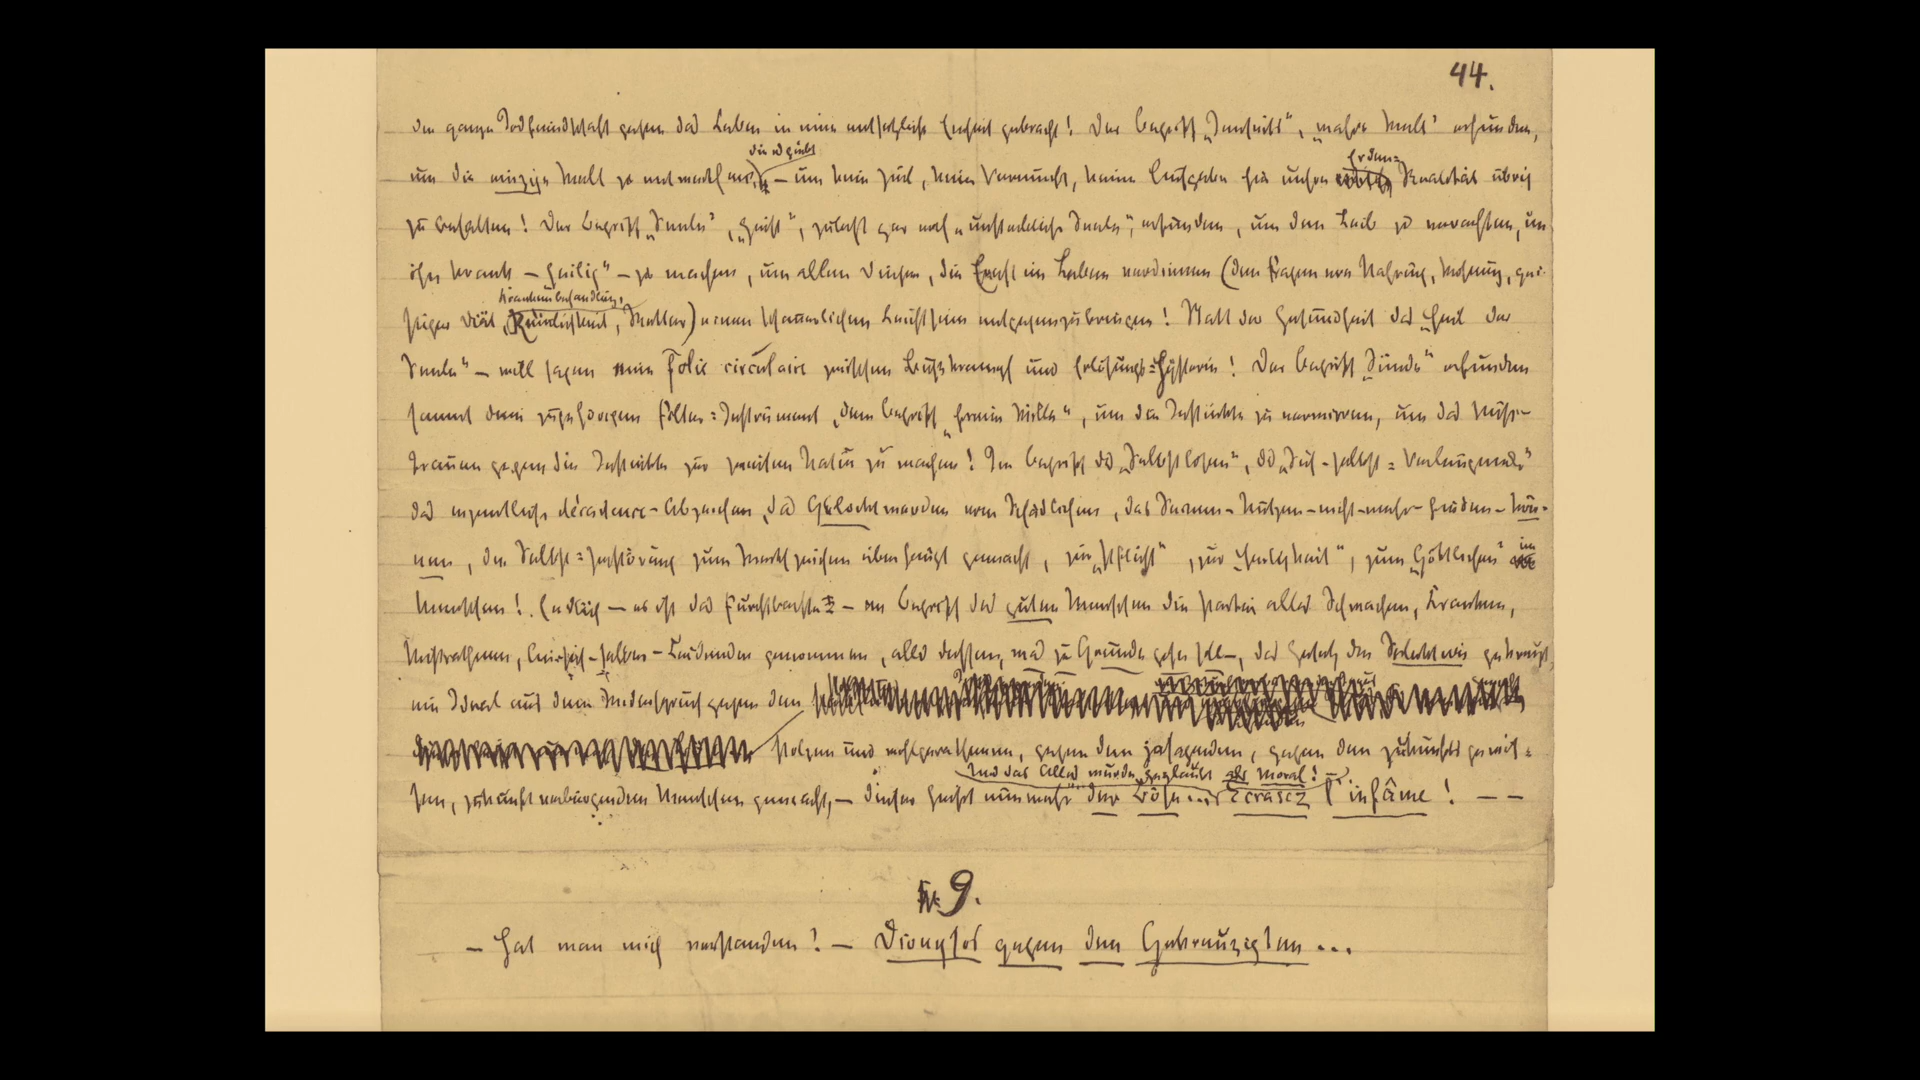 44.
die ganze Todfeindschaft gegen das Leben in eine entsetzliche Einheit gebracht! Der Begriff „Jenseits“, „wahre Welt“ erfunden,
die es giebt
Erden=
um die einzige Welt zu entwerthen, – um kein Ziel, keine Vernunft, keine Aufgabe für unsre Realität übrig
zu behalten! Der Begriff „Seele“, „Geist“, zuletzt gar noch „unsterbliche Seele“, erfunden, um den Leib zu verachten, um
ihn krank – „heilig“ – zu machen, um allen Dingen, die Ernst im Leben verdienen (den Fragen von Nahrung, Wohnung, gei-
Krankenbehandlung,
stiger Diät, Reinlichkeit, Wetter) einen schauerlichen Leichtsinn entgegenzubringen! Statt der Gesundheit das „Heil der
Seele“ – will sagen eine folie circulaire zwischen Bußkrampf und Erlösungs=Hysterie! Der Begriff „Sünde“ erfunden
sammt dem zugehörigen Folter=Instrument, dem Begriff „freier Wille“, um die Instinkte zu verwirren, um das Miß-
trauen gegen die Instinkte zur zweiten Natur zu machen! Im Begriff des „Selbstlosen“, des „Sich-selbst=Verleugnenden“
das eigentliche décadence-Abzeichen, das Gelocktwerden vom Schädlichen, das Seinen-Nutzen-nicht-mehr-finden-kön-
nen, die Selbst=Zerstörung zum Werthzeichen überhaupt gemacht, zur „Pflicht“, zur „Heiligkeit“, zum „Göttlichen“ im
Menschen! Endlich – es ist das Furchtbarste – im Begriff des guten Menschen die Partei alles Schwachen, Kranken,
Mißrathnen, An-sich-selber-Leidenden genommen, alles dessen, was zu Grunde gehn soll –, das Gesetz der Selektion gekreuzt,
ein Ideal aus dem Widerspruch gegen den
stolzen und wohlgerathenen, gegen den jasagenden, gegen den zukunftsgewis=
Und das Alles wurde geglaubt als Moral! –
sen, zukunftverbürgenden Menschen gemacht, – dieser heißt nunmehr der Böse... Ecrasez l'infâme! – –
9.
– Hat man mich verstanden? – Dionysos gegen den Gekreuzigten...